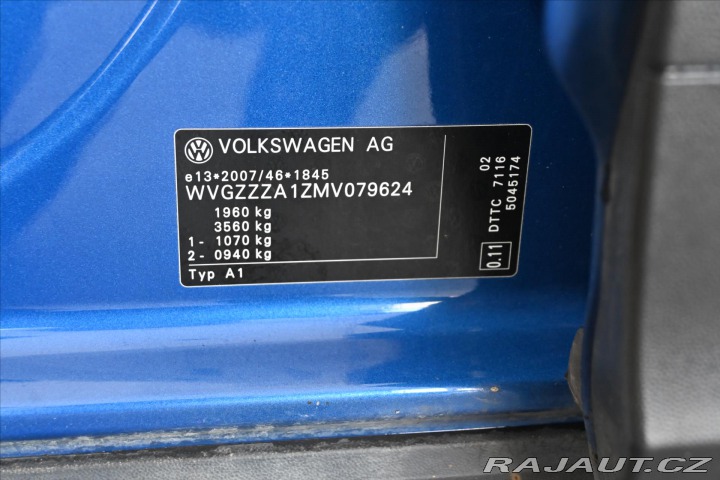 VOLKSWAGEN AG
e13*2007/46*1845
WVGZZZA1ZMV079624
1960 kg
3560 kg
1- 1070 kg
2- 0940 kg
Typ A1
02
DTTC 7116
5045174
0.11
RAJAUT.CZ